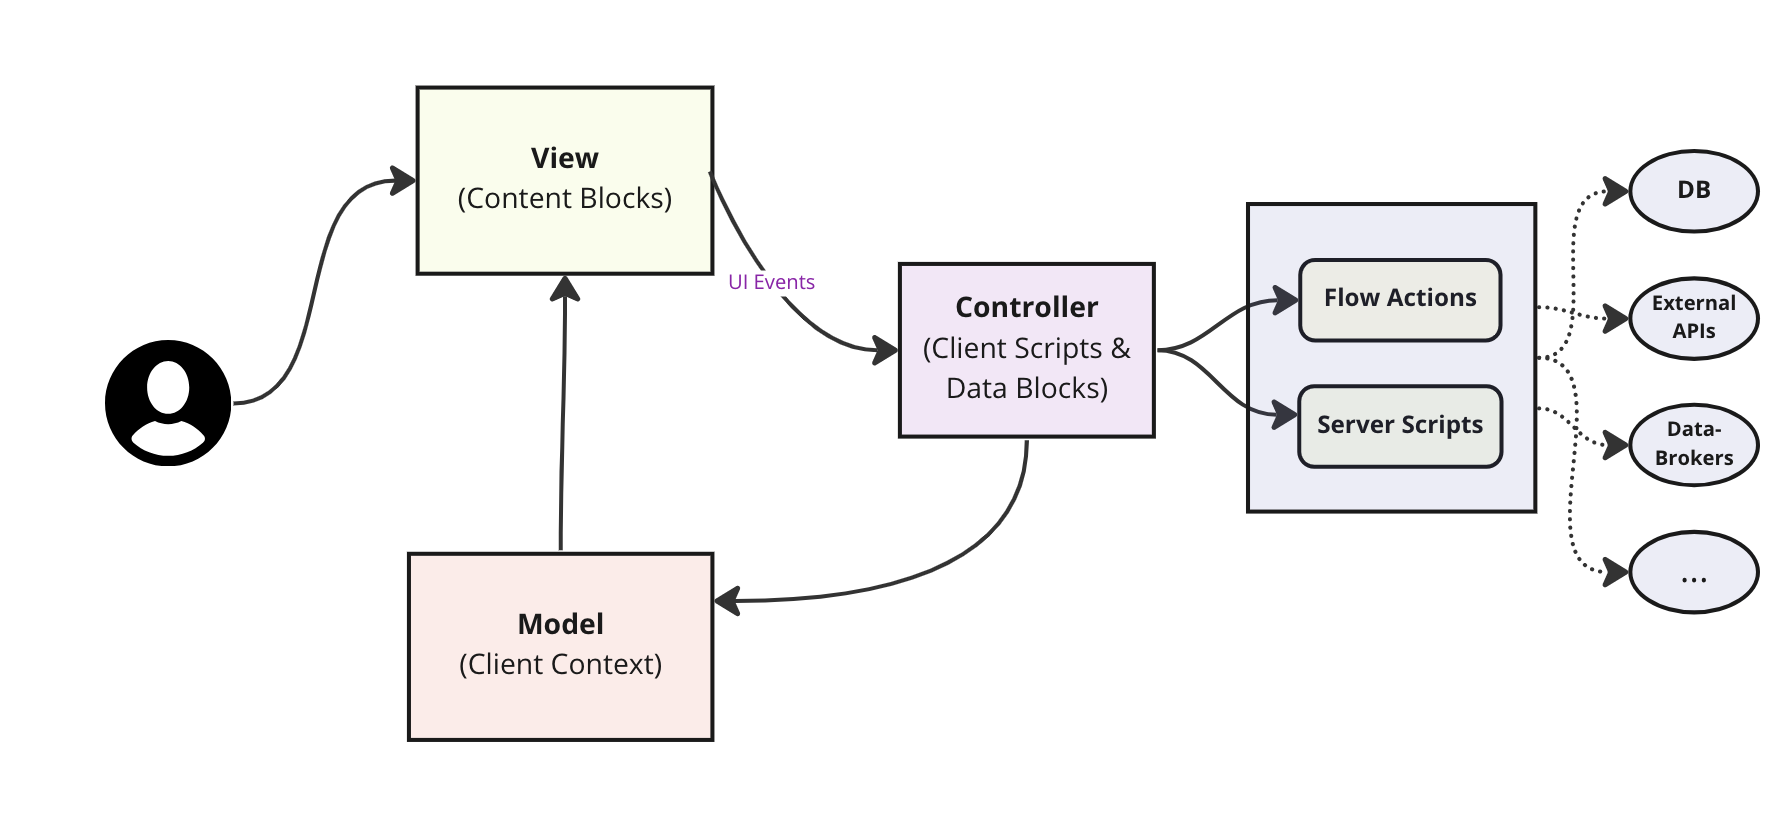 View
(Content Blocks)
UI Events
Controller
(Client Scripts &
Data Blocks)
Model
(Client Context)
Flow Actions
Server Scripts
DB
External
APIs
Data-
Brokers
...